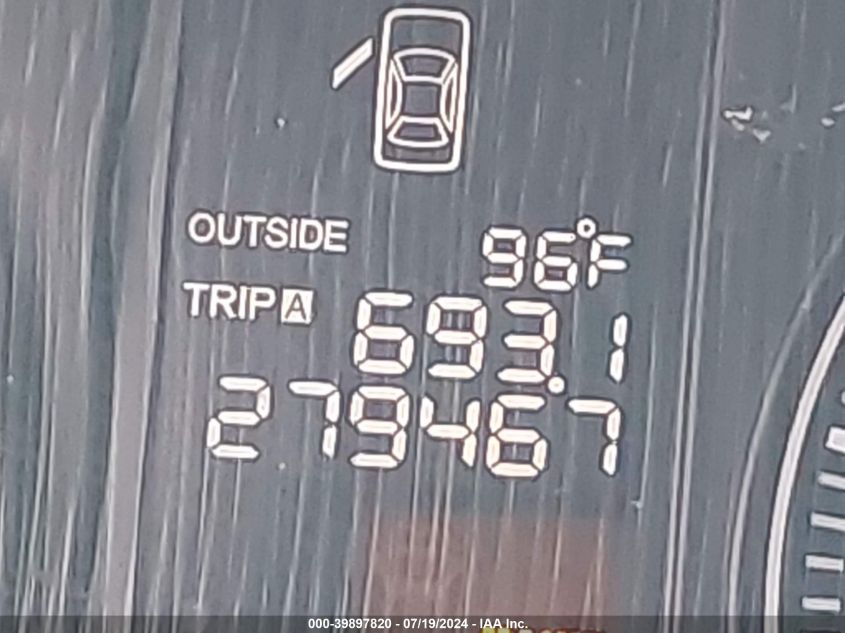 OUTSIDE 96°F
TRIP A 693.1
279467
000-39897820 - 07/19/2024 - IAA Inc.